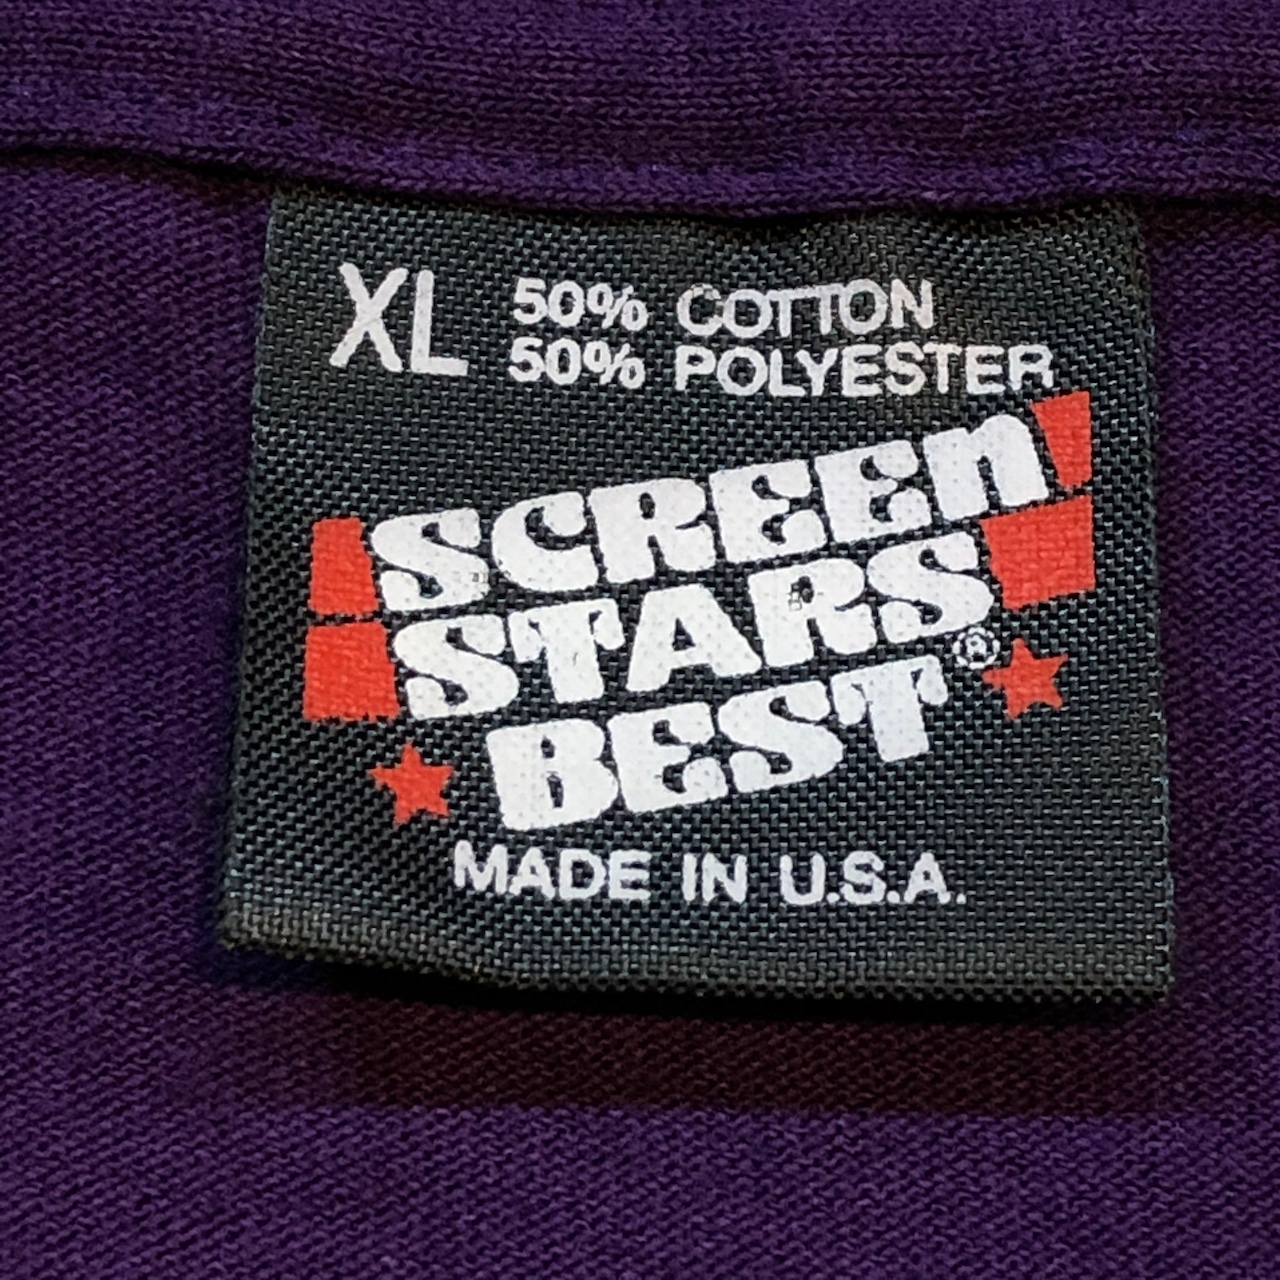 XL 50% COTTON
50% POLYESTER
SCREEN
STARS
BEST®
MADE IN U.S.A.